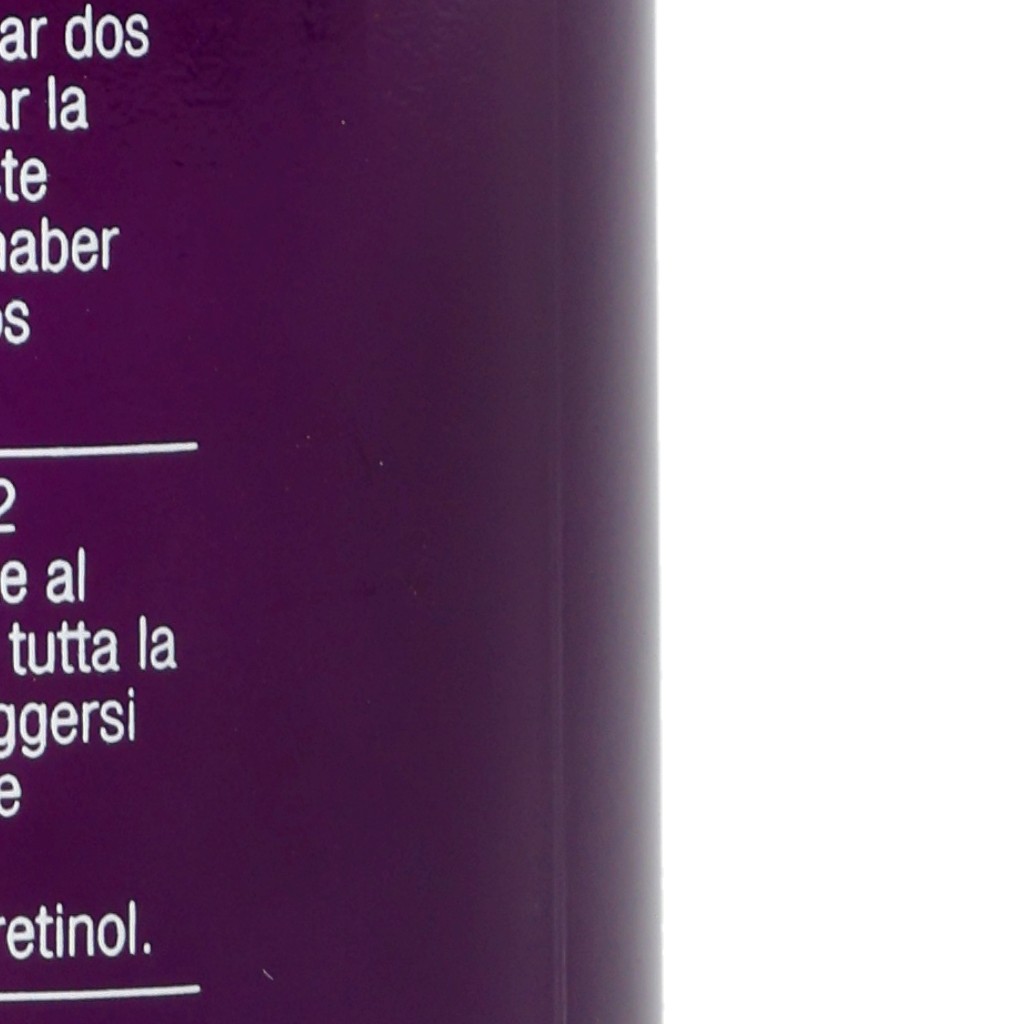 ar dos
ar la
te
haber
os
2
e al
tutta la
ggersi
e
retinol.